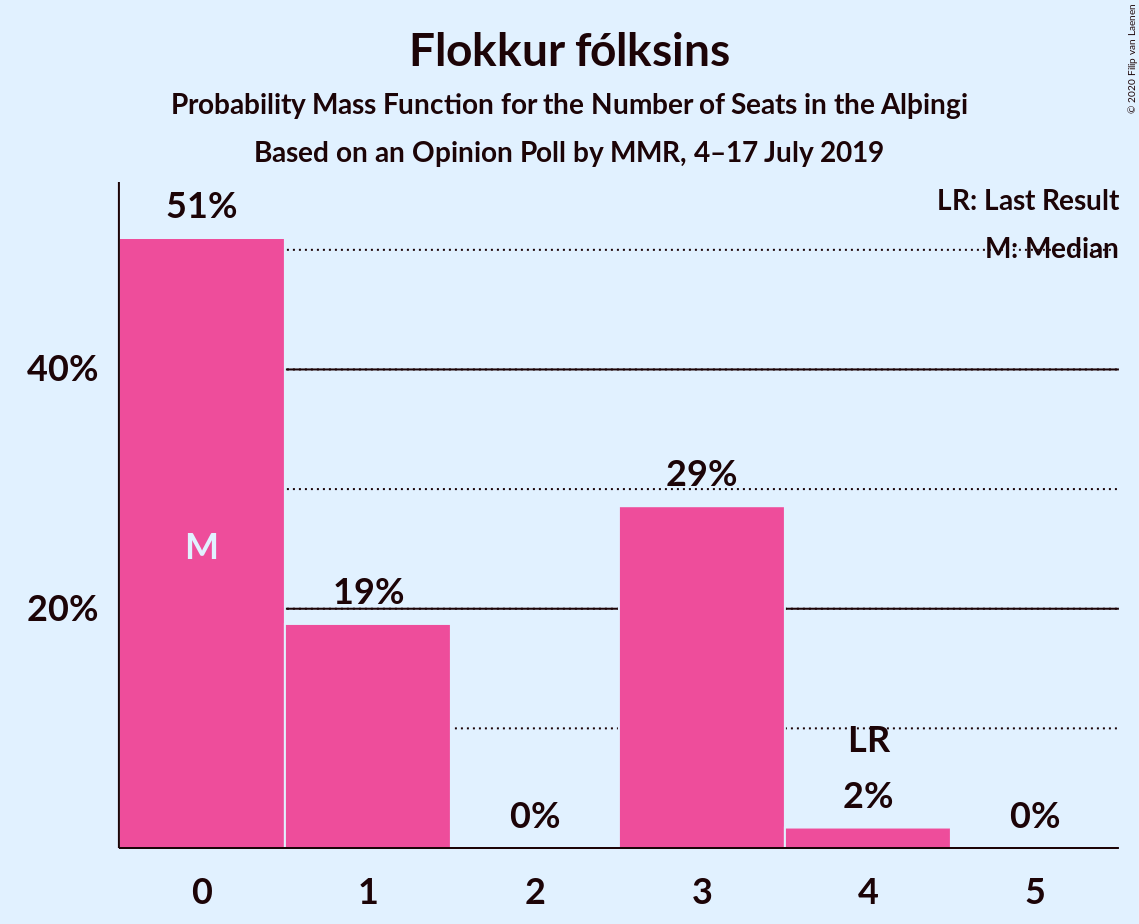 Flokkur fólksins
Probability Mass Function for the Number of Seats in the Alþingi
Based on an Opinion Poll by MMR, 4–17 July 2019
© 2020 Filip van Laenen
LR: Last Result
M: Median
51%
40%
29%
M
19%
20%
LR
2%
0%
0%
0 1 2 3 4 5